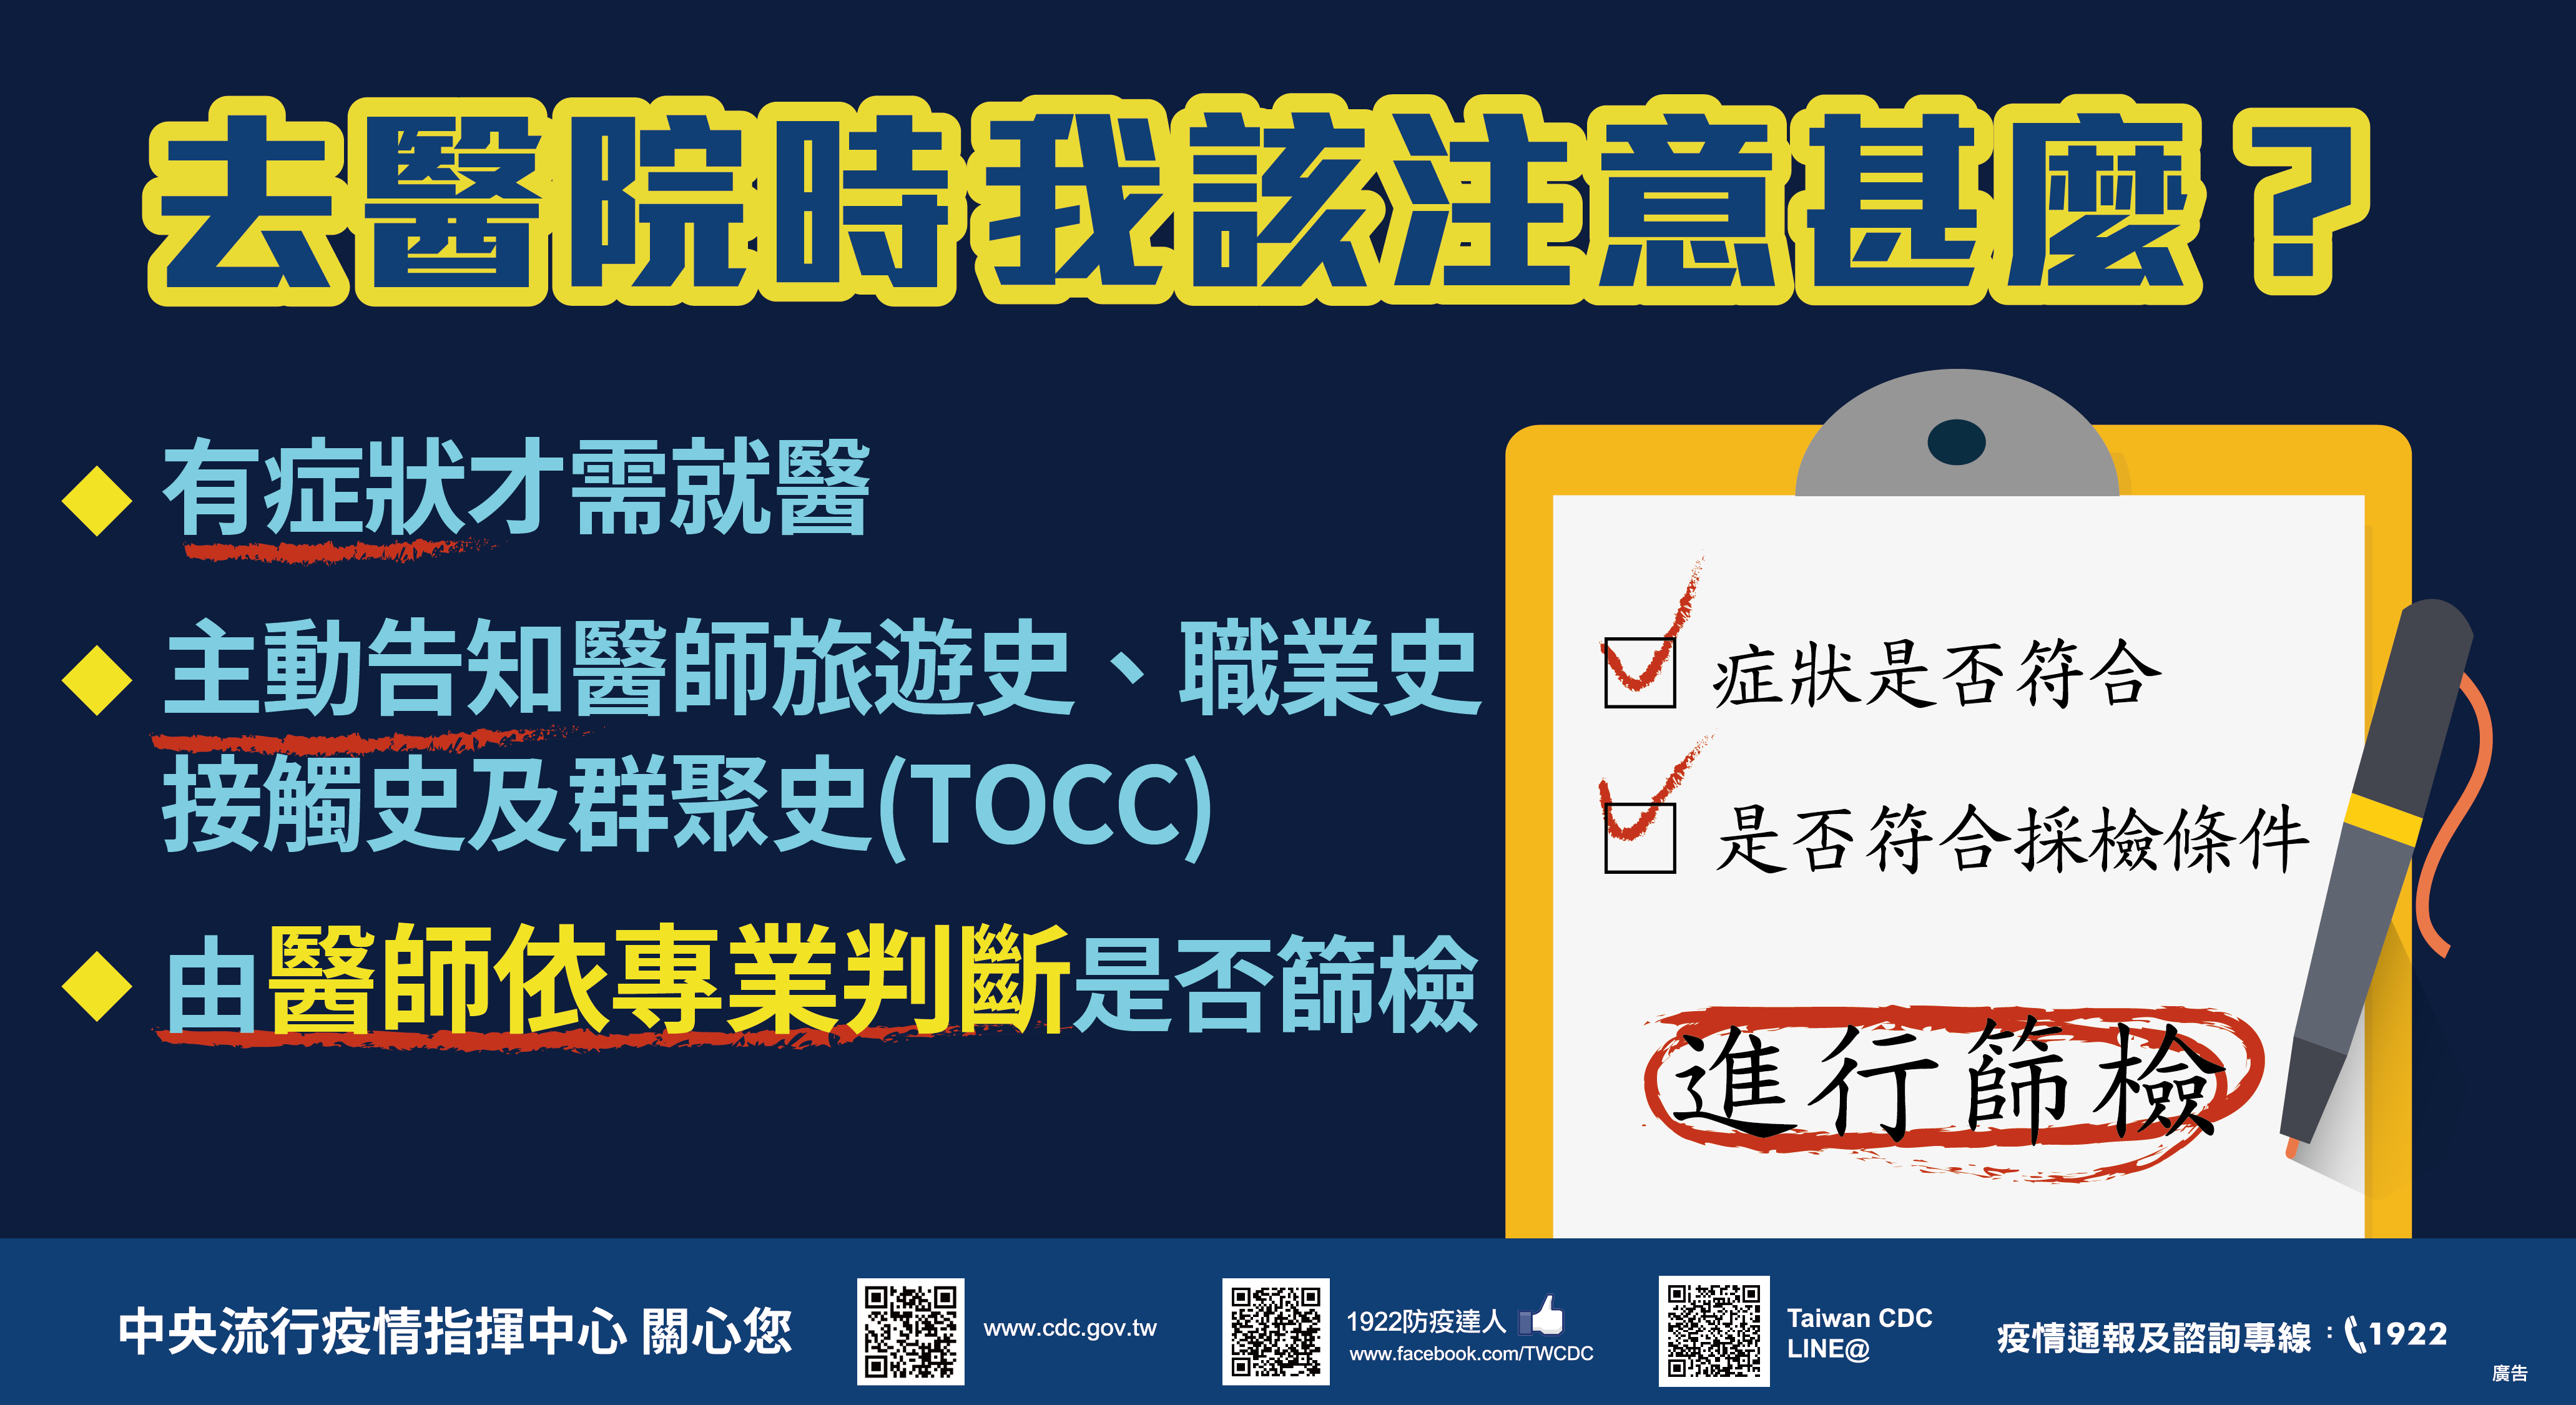 去醫院時我該注意甚麼？
有症狀才需就醫
主動告知醫師旅遊史、職業史
接觸史及群聚史(TOCC)
由醫師依專業判斷是否篩檢
症狀是否符合
是否符合採檢條件
進行篩檢
中央流行疫情指揮中心 關心您
www.cdc.gov.tw
1922防疫達人
www.facebook.com/TWCDC
Taiwan CDC
LINE@
疫情通報及諮詢專線：1922
廣告